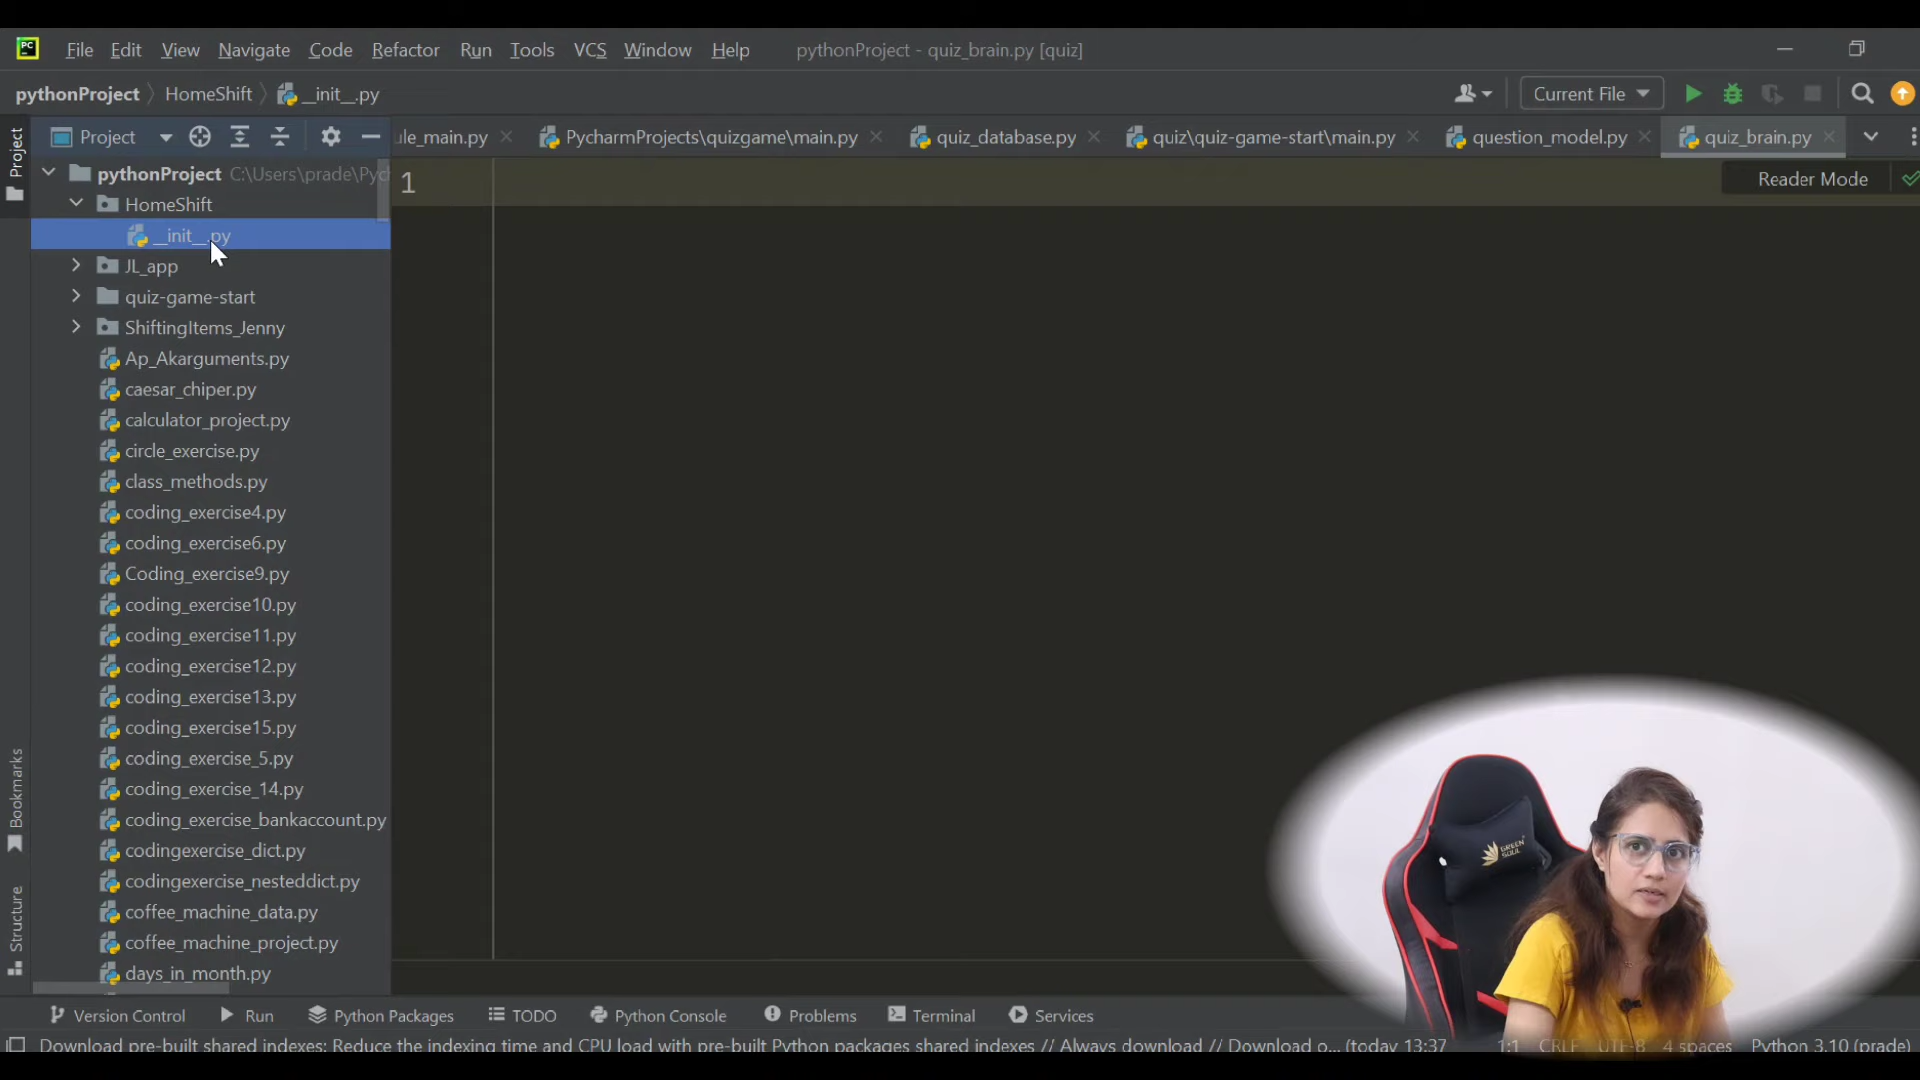 PC File Edit View Navigate Code Refactor Run Tools VCS Window Help pythonProject - quiz_brain.py [quiz]
pythonProject HomeShift __init__.py Current File
Project
Project
ule_main.py PycharmProjects\quizgame\main.py quiz_database.py quiz\quiz-game-start\main.py question_model.py quiz_brain.py
pythonProject C:\Users\prade\Pyc
1
Reader Mode
HomeShift
__init__.py
JL_app
quiz-game-start
ShiftingItems_Jenny
Ap_Akarguments.py
caesar_chiper.py
calculator_project.py
circle_exercise.py
class_methods.py
coding_exercise4.py
coding_exercise6.py
Coding_exercise9.py
coding_exercise10.py
coding_exercise11.py
coding_exercise12.py
coding_exercise13.py
coding_exercise15.py
coding_exercise_5.py
coding_exercise_14.py
coding_exercise_bankaccount.py
codingexercise_dict.py
codingexercise_nesteddict.py
coffee_machine_data.py
coffee_machine_project.py
days_in_month.py
Bookmarks
Structure
GREEN
SOUL
Version Control Run Python Packages TODO Python Console Problems Terminal Services
Download pre-built shared indexes: Reduce the indexing time and CPU load with pre-built Python packages shared indexes // Always download // Download o... (today 13:37 1:1 CRLF UTF-8 4 spaces Python 3.10 (prade)